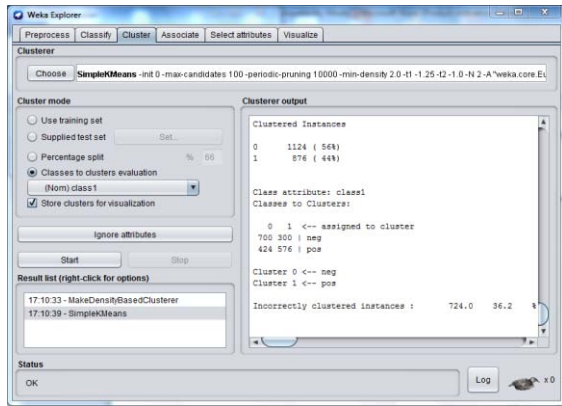 Weka Explorer
Preprocess Classify Cluster Associate Select attributes Visualize
Clusterer
Choose SimpleKMeans -init 0 -max-candidates 100 -periodic-pruning 10000 -min-density 2.0 -t1 -1.25 -t2 -1.0 -N 2 -A "weka.core.Eu
Cluster mode
Use training set
Supplied test set Set...
Percentage split % 66
Classes to clusters evaluation
(Nom) class1
Store clusters for visualization
Ignore attributes
Start Stop
Result list (right-click for options)
17:10:33 - MakeDensityBasedClusterer
17:10:39 - SimpleKMeans
Clusterer output
Clustered Instances
0 1124 ( 56%)
1 876 ( 44%)
Class attribute: class1
Classes to Clusters:
0 1 <-- assigned to cluster
700 300 | neg
424 576 | pos
Cluster 0 <-- neg
Cluster 1 <-- pos
Incorrectly clustered instances : 724.0 36.2 %
Status
OK
Log x 0